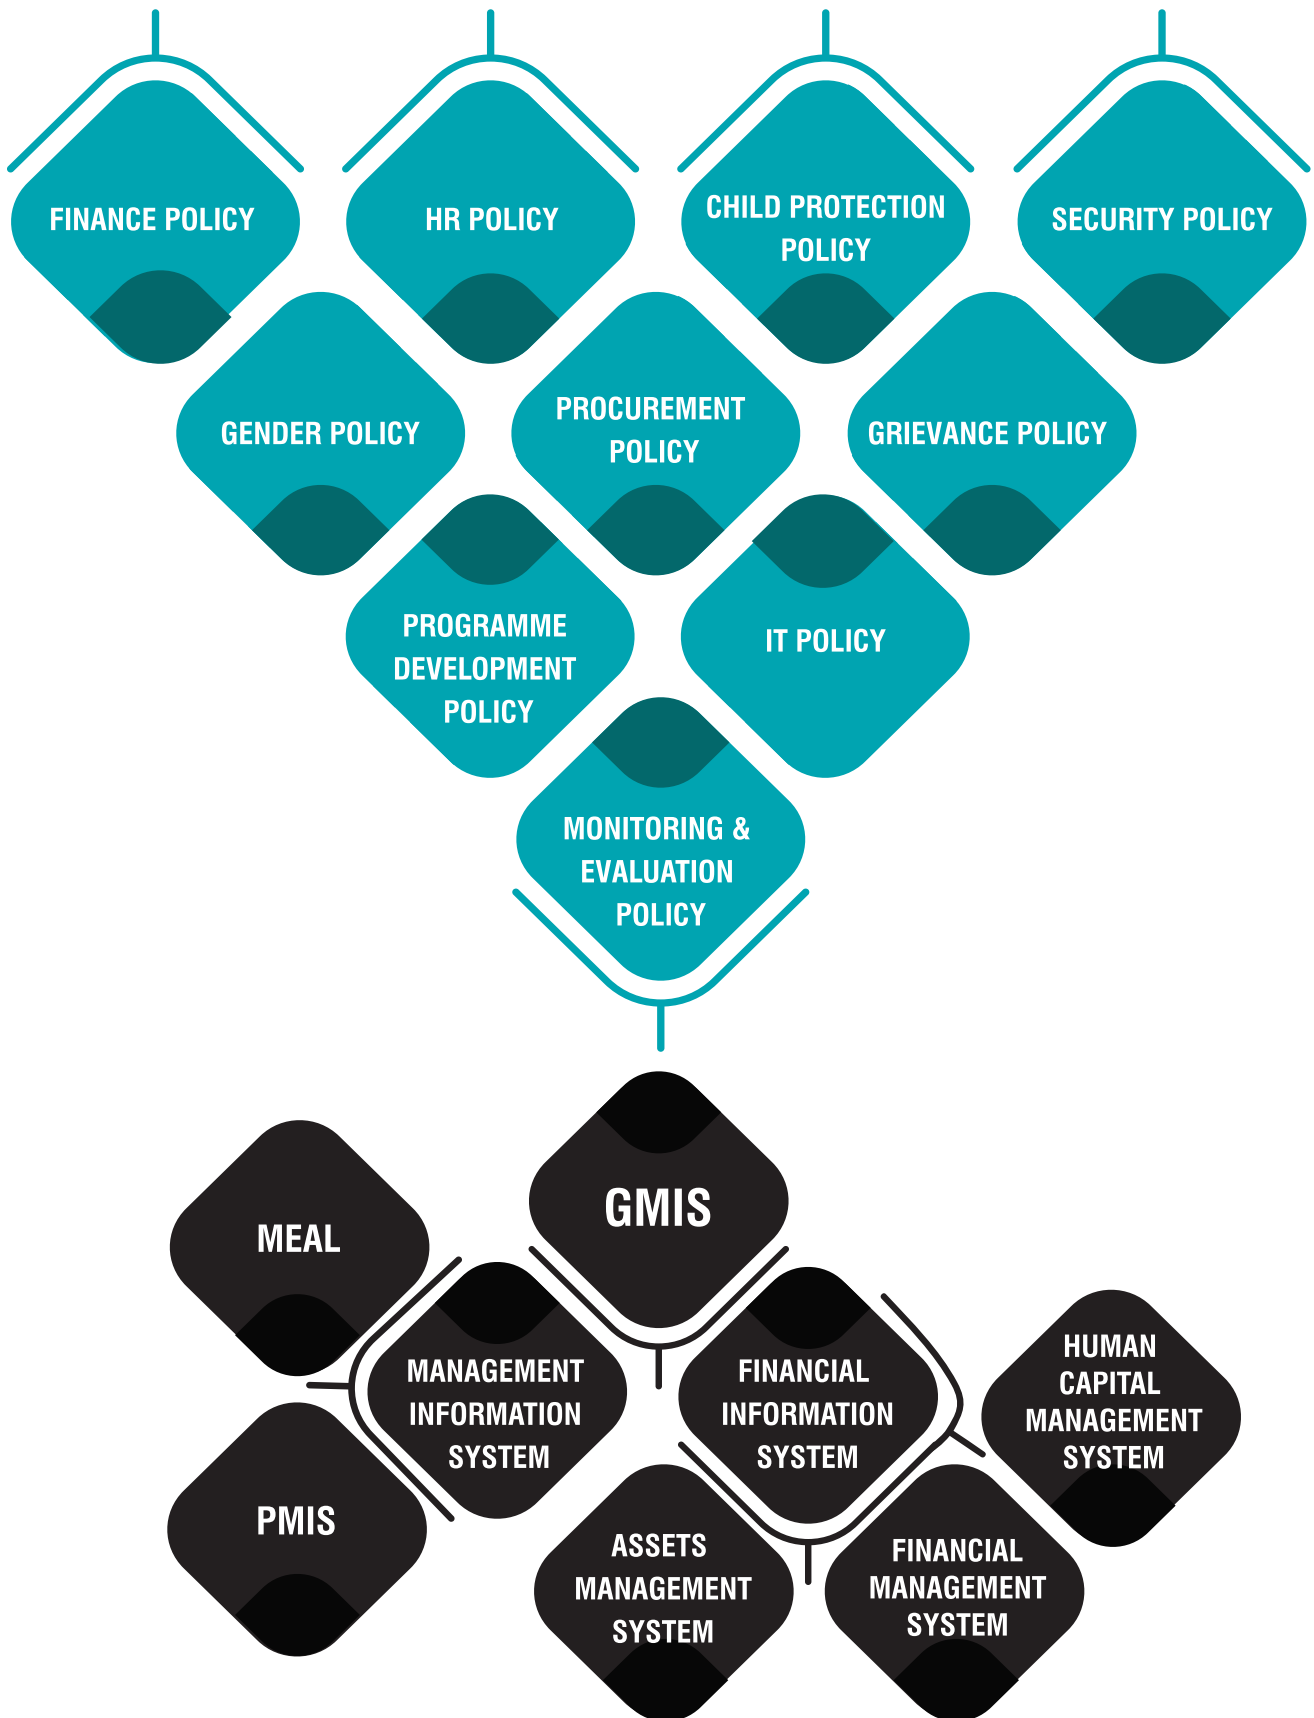 FINANCE POLICY
HR POLICY
CHILD PROTECTION
POLICY
SECURITY POLICY
GENDER POLICY
PROCUREMENT
POLICY
GRIEVANCE POLICY
PROGRAMME
DEVELOPMENT
POLICY
IT POLICY
MONITORING &
EVALUATION
POLICY
GMIS
MEAL
MANAGEMENT
INFORMATION
SYSTEM
FINANCIAL
INFORMATION
SYSTEM
HUMAN
CAPITAL
MANAGEMENT
SYSTEM
PMIS
ASSETS
MANAGEMENT
SYSTEM
FINANCIAL
MANAGEMENT
SYSTEM